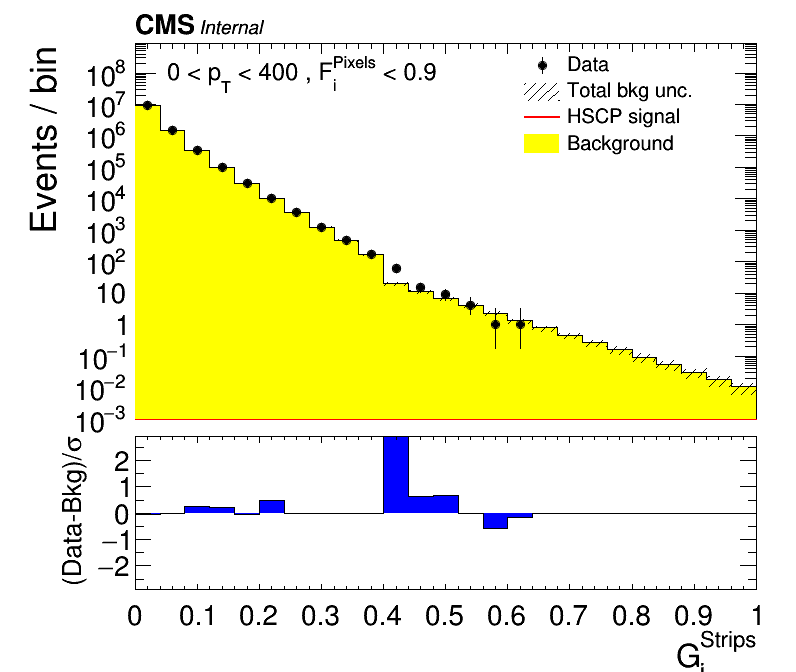 CMS Internal
0 < p_T < 400 , F_i^Pixels < 0.9
Data
Total bkg unc.
HSCP signal
Background
Events / bin
10^8
10^7
10^6
10^5
10^4
10^3
10^2
10
1
10^−1
10^−2
10^−3
(Data-Bkg)/σ
2
1
0
−1
−2
0 0.1 0.2 0.3 0.4 0.5 0.6 0.7 0.8 0.9 1
G_i^Strips